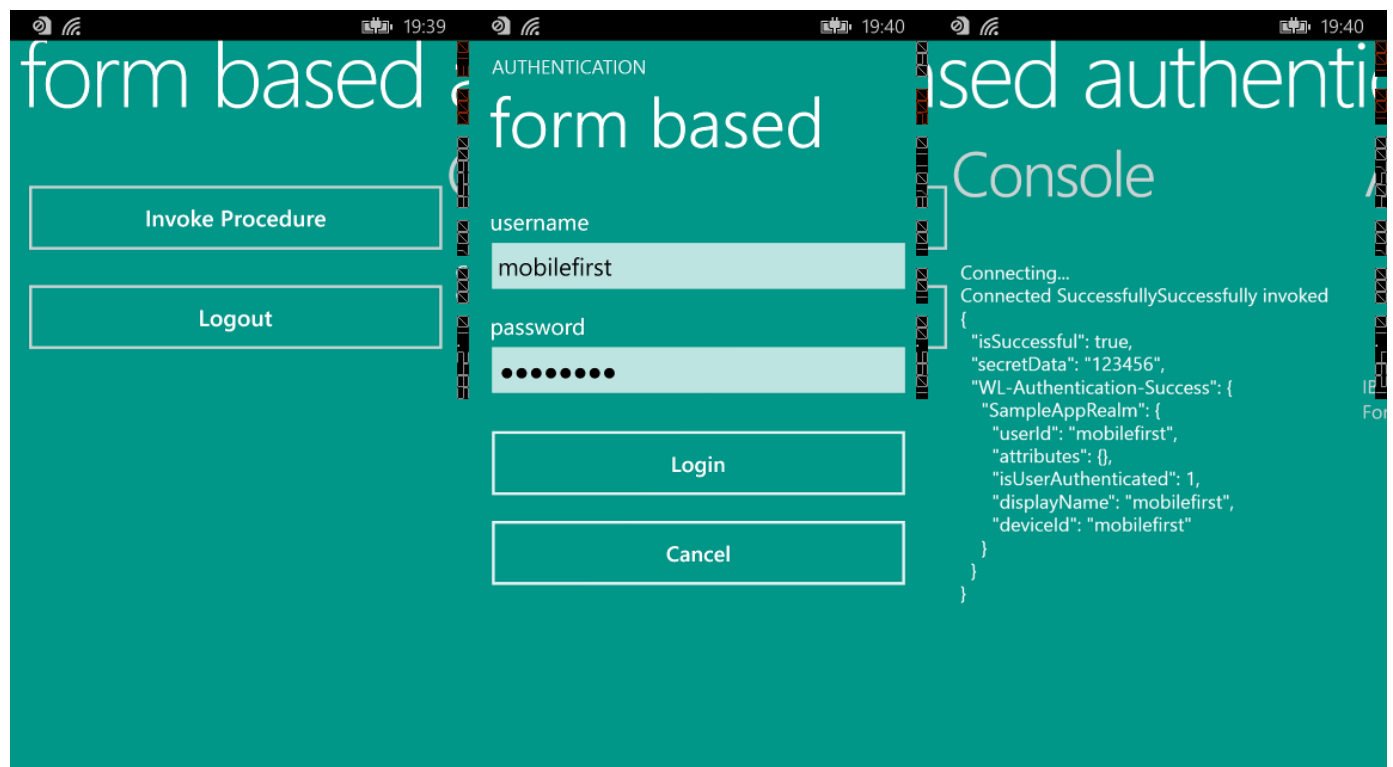 19:39
form based a
Invoke Procedure
Logout
19:40
AUTHENTICATION
form based
username
mobilefirst
password
Login
Cancel
19:40
sed authentic
Console
Connecting...
Connected SuccessfullySuccessfully invoked
{
"isSuccessful": true,
"secretData": "123456",
"WL-Authentication-Success": {
"SampleAppRealm": {
"userId": "mobilefirst",
"attributes": {},
"isUserAuthenticated": 1,
"displayName": "mobilefirst",
"deviceId": "mobilefirst"
}
}
}
For